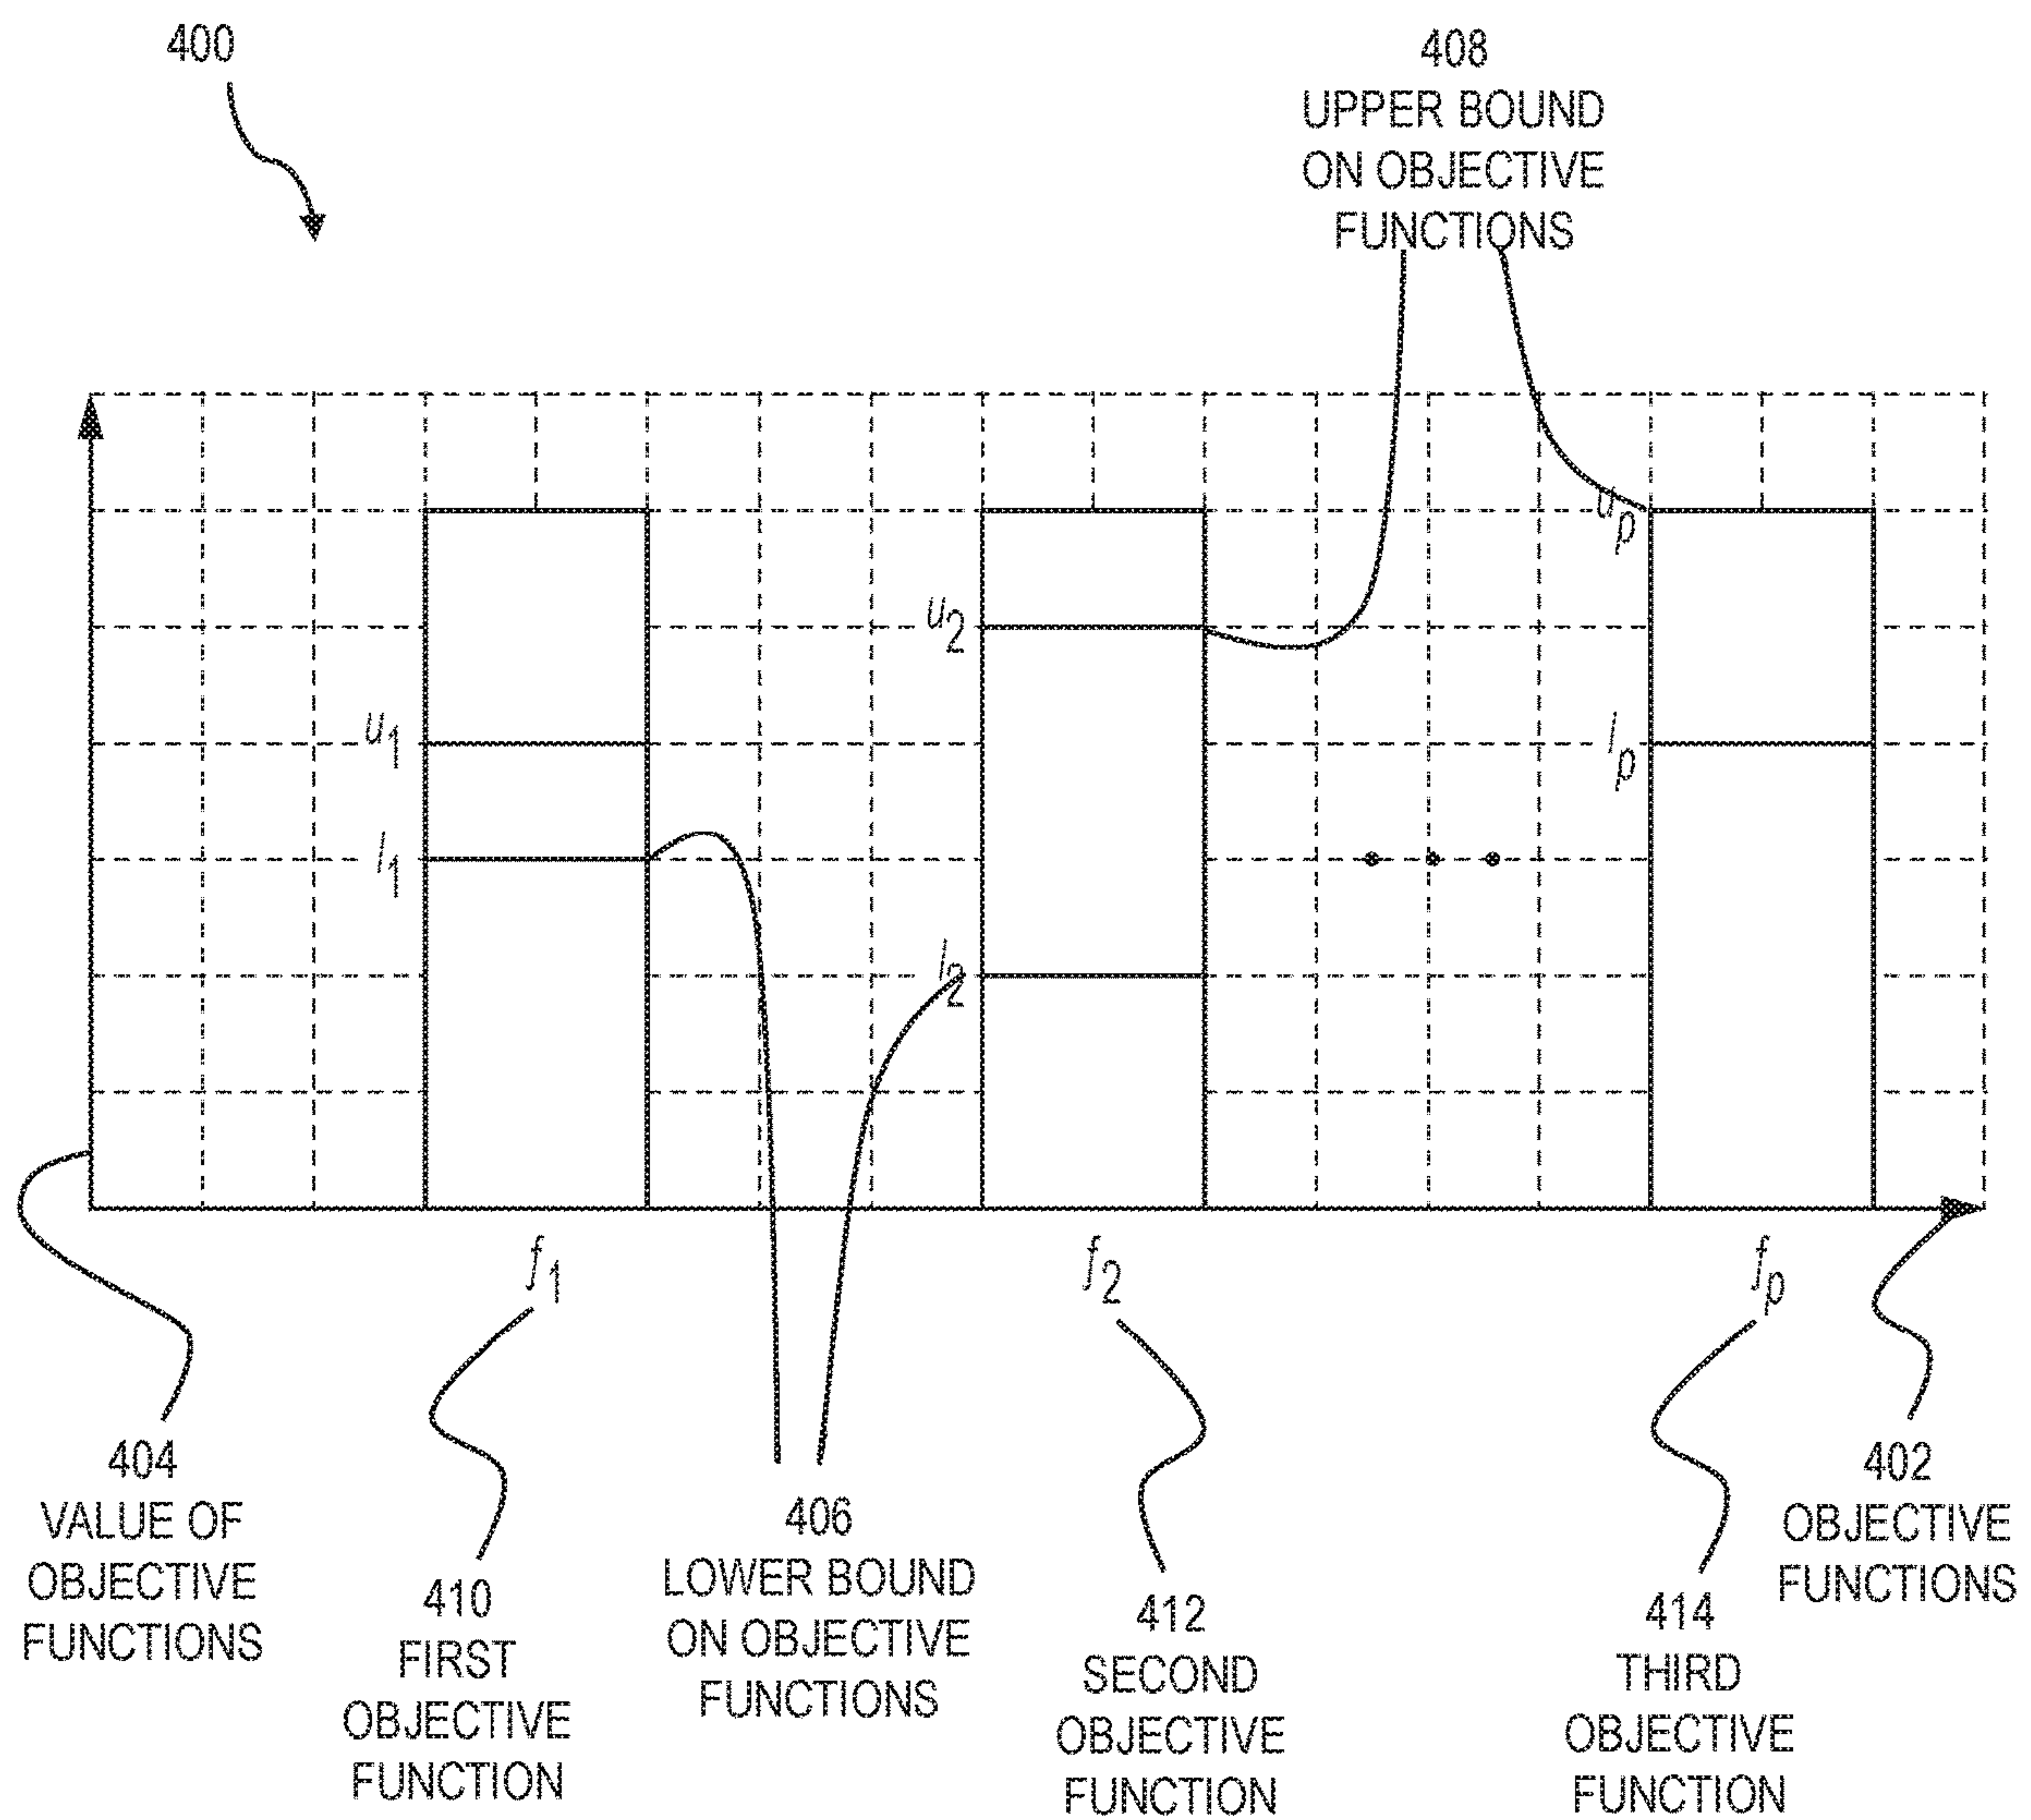 400
408
UPPER BOUND
ON OBJECTIVE
FUNCTIONS
up
u2
u1
lp
l1
l2
f1
f2
fp
404
VALUE OF
OBJECTIVE
FUNCTIONS
410
FIRST
OBJECTIVE
FUNCTION
406
LOWER BOUND
ON OBJECTIVE
FUNCTIONS
412
SECOND
OBJECTIVE
FUNCTION
414
THIRD
OBJECTIVE
FUNCTION
402
OBJECTIVE
FUNCTIONS